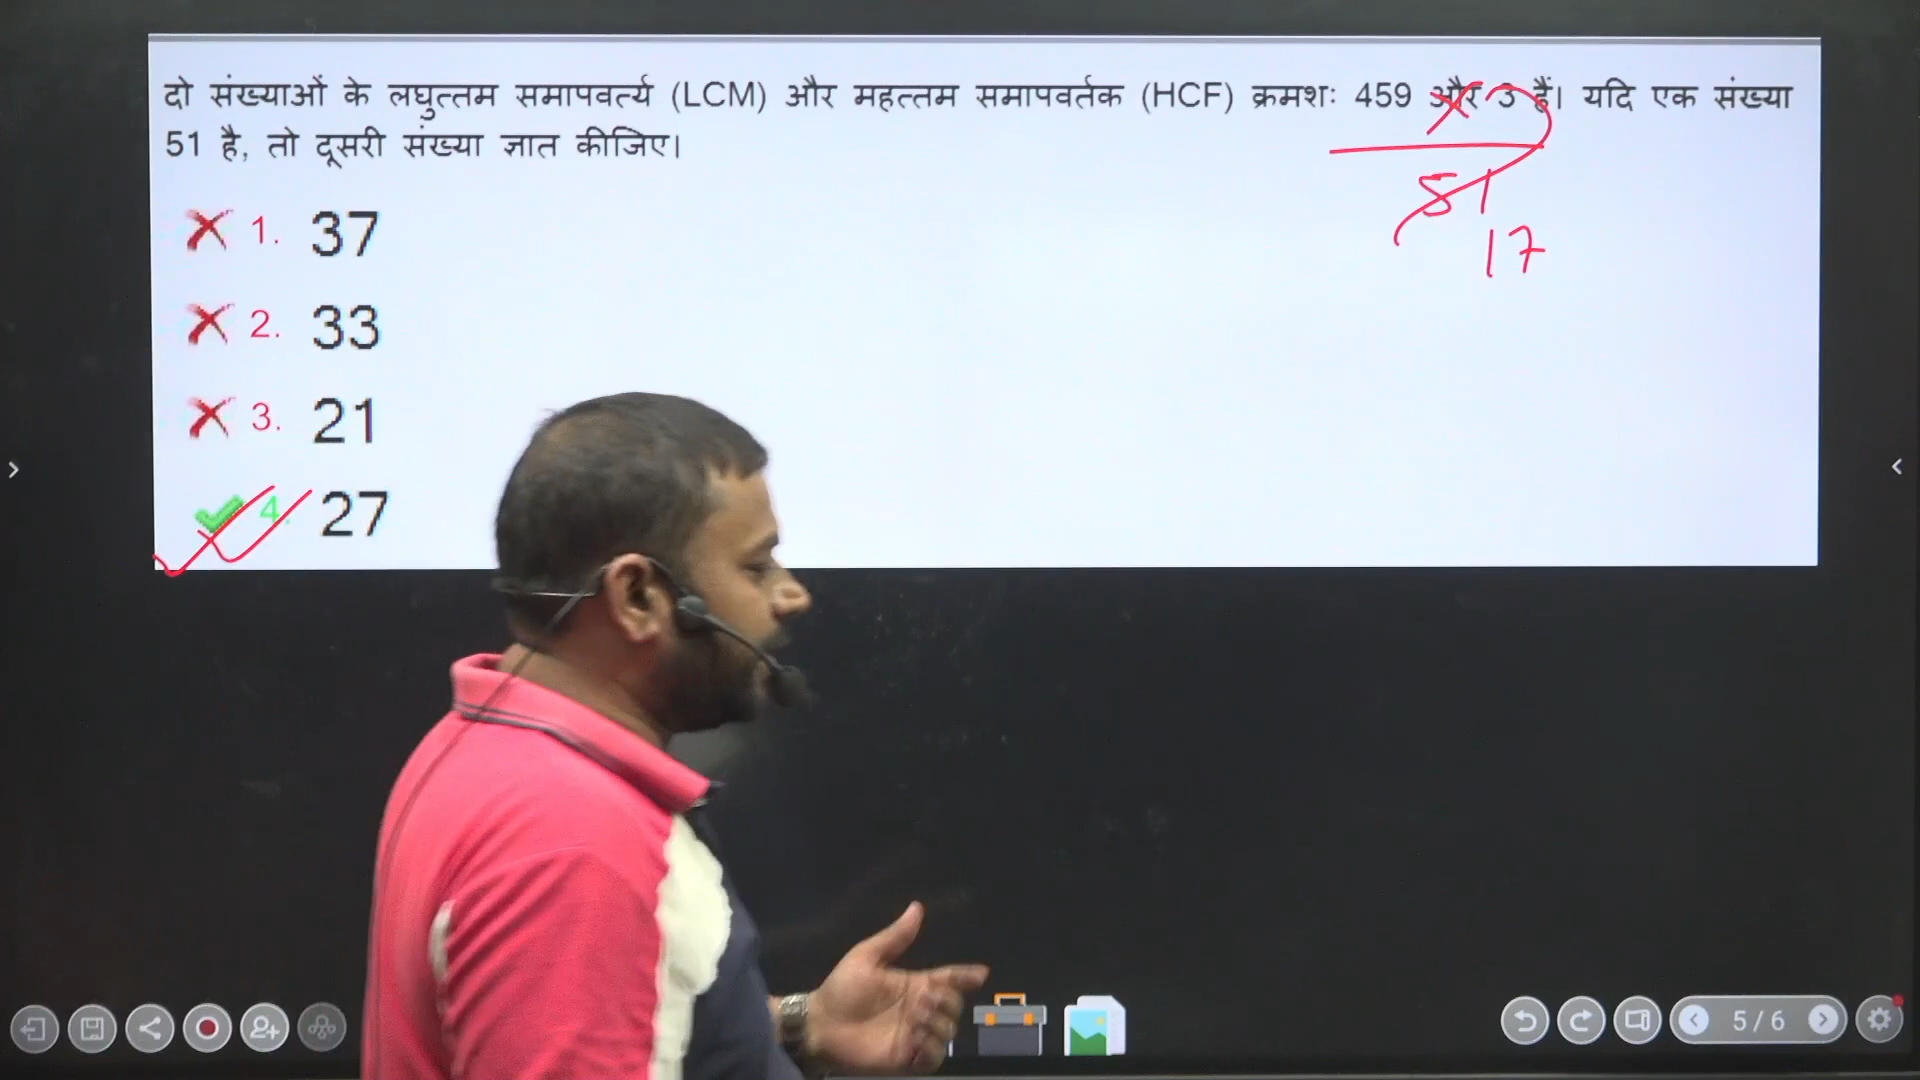 दो संख्याओं के लघुत्तम समापवर्त्य (LCM) और महत्तम समापवर्तक (HCF) क्रमशः 459 और 3 हैं। यदि एक संख्या
51 है, तो दूसरी संख्या ज्ञात कीजिए।
×
51
17
1. 37
2. 33
3. 21
4. 27
5 / 6